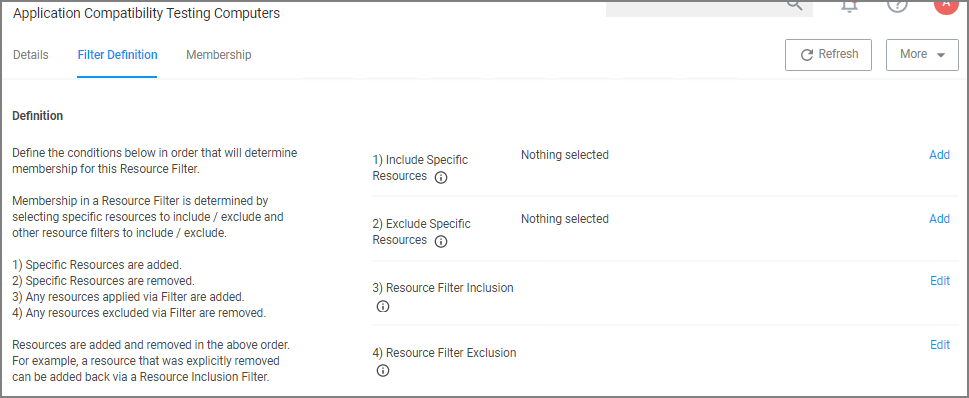 Application Compatibility Testing Computers
?
A
Details Filter Definition Membership Refresh More
Definition
Define the conditions below in order that will determine
membership for this Resource Filter.
Membership in a Resource Filter is determined by
selecting specific resources to include / exclude and
other resource filters to include / exclude.
1) Specific Resources are added.
2) Specific Resources are removed.
3) Any resources applied via Filter are added.
4) Any resources excluded via Filter are removed.
Resources are added and removed in the above order.
For example, a resource that was explicitly removed
can be added back via a Resource Inclusion Filter.
1) Include Specific
Resources
Nothing selected
Add
2) Exclude Specific
Resources
Nothing selected
Add
3) Resource Filter Inclusion
Edit
4) Resource Filter Exclusion
Edit